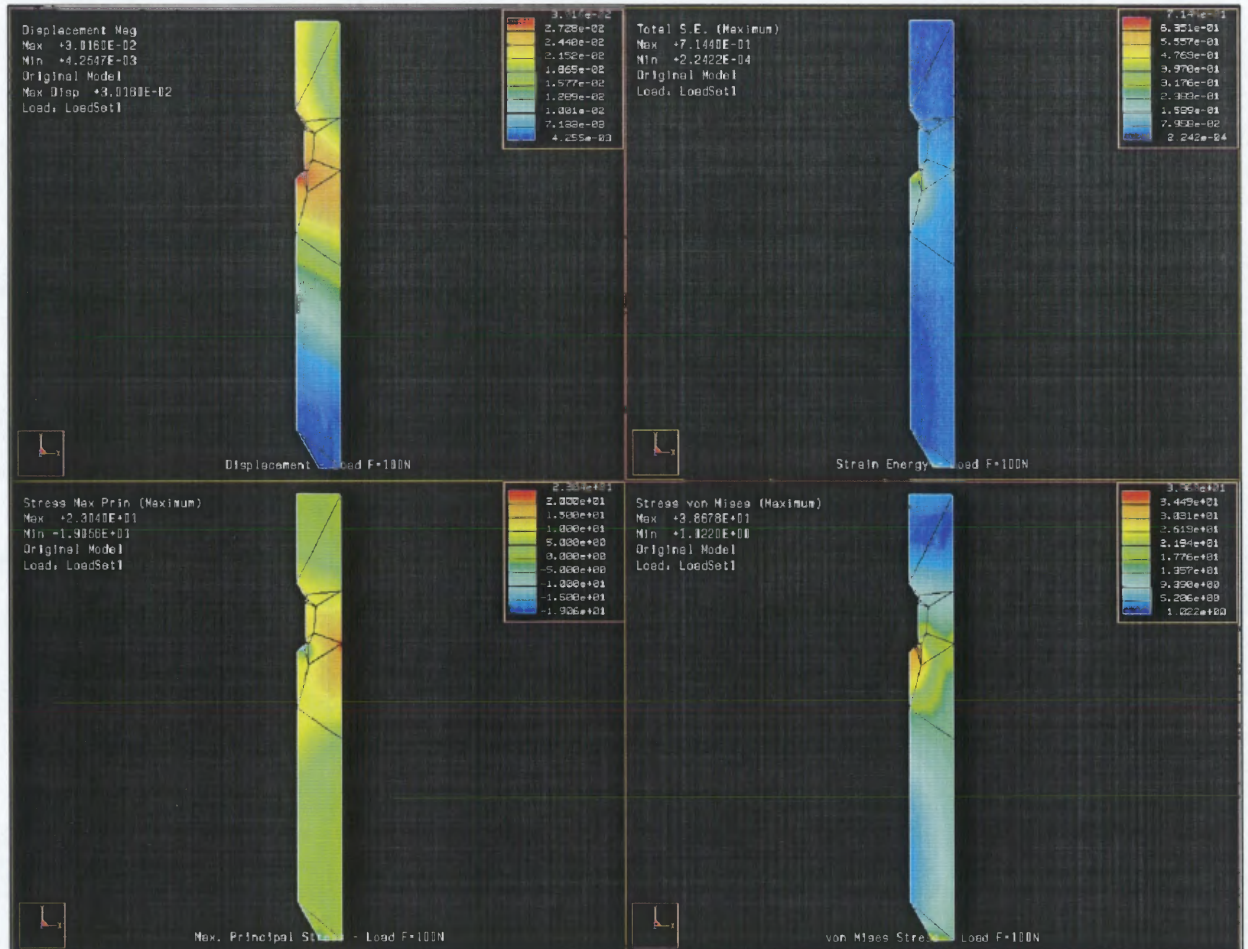 Displacement Mag
Max +3.0160E-02
Min +4.2547E-03
Original Model
Max Disp +3.0160E-02
Load: LoadSet1
2.728e-02
2.440e-02
2.152e-02
1.865e-02
1.577e-02
1.289e-02
1.001e-02
7.133e-03
4.255e-03
Displacement - Load F=100N
Total S.E. (Maximum)
Max +7.1440E-01
Min +2.2422E-04
Original Model
Load: LoadSet1
6.351e-01
5.557e-01
4.763e-01
3.970e-01
3.176e-01
2.383e-01
1.589e-01
7.958e-02
2.242e-04
Strain Energy - Load F=100N
Stress Max Prin (Maximum)
Max +2.3040E+01
Min -1.9056E+01
Original Model
Load: LoadSet1
2.304e+01
2.000e+01
1.500e+01
1.000e+01
5.000e+00
0.000e+00
-5.000e+00
-1.000e+01
-1.500e+01
-1.906e+01
Max. Principal Stress - Load F=100N
Stress von Mises (Maximum)
Max +3.8678E+01
Min +1.0220E+00
Original Model
Load: LoadSet1
3.449e+01
3.031e+01
2.613e+01
2.194e+01
1.776e+01
1.357e+01
9.390e+00
5.206e+00
1.022e+00
von Mises Stress - Load F=100N